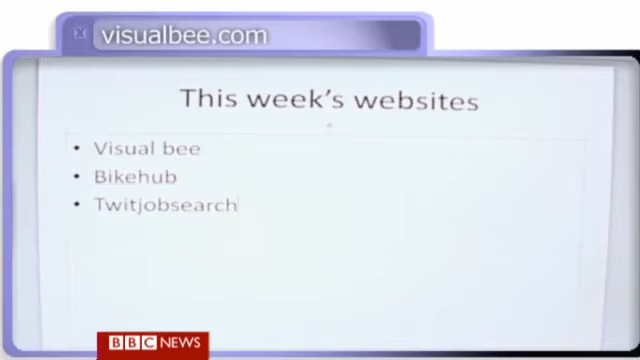 visualbee.com
This week's websites
• Visual bee
• Bikehub
• Twitjobsearch
BBC NEWS